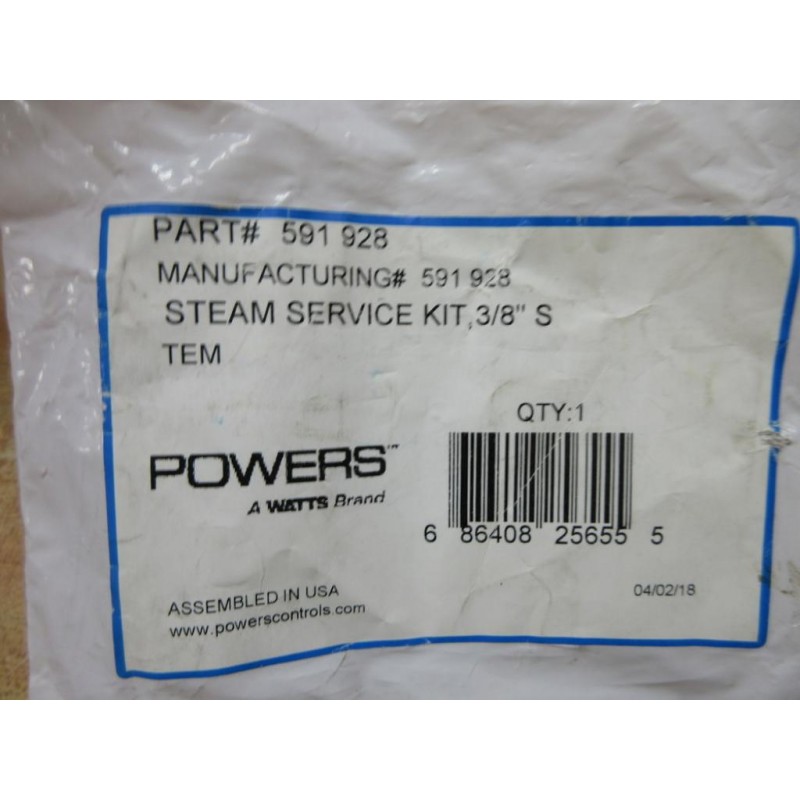 PART# 591 928
MANUFACTURING# 591 928
STEAM SERVICE KIT,3/8" S
TEM
QTY:1
POWERS™
A WATTS Brand
6 86408 25655 5
04/02/18
ASSEMBLED IN USA
www.powerscontrols.com